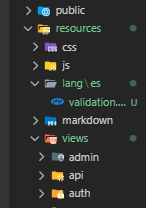 public
resources
css
js
lang\es
validation.... U
markdown
views
admin
api
auth